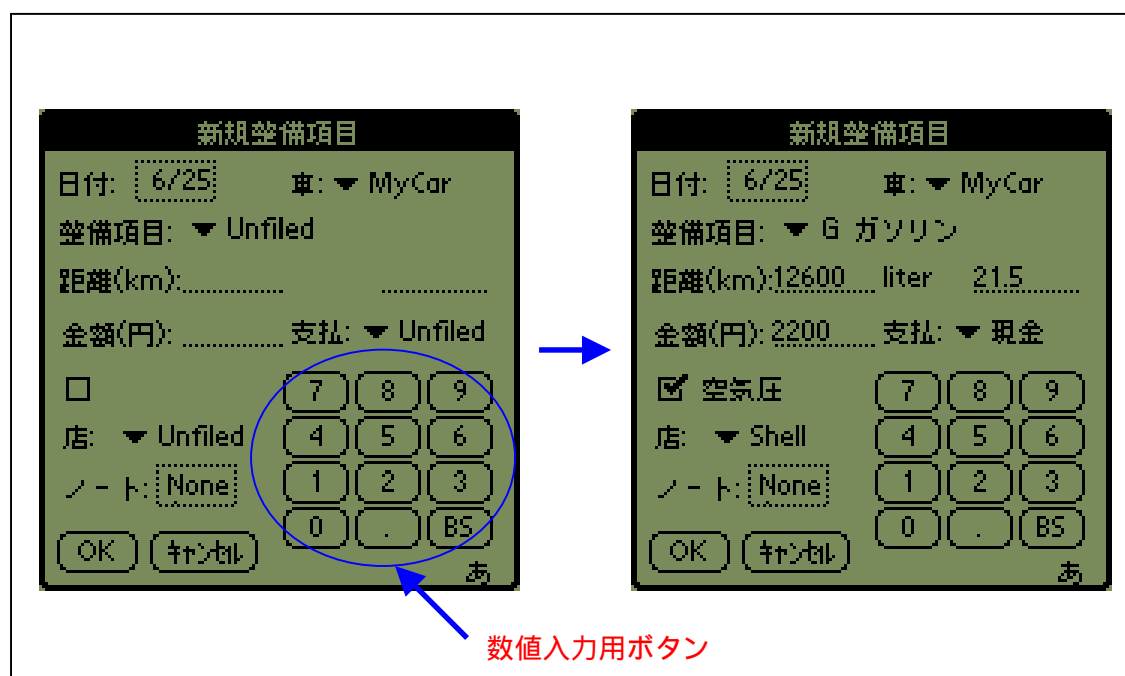 新規整備項目
日付: 6/25 車: MyCar
整備項目: Unfiled
距離(km):
金額(円): 支払: Unfiled
7 8 9
店: Unfiled 4 5 6
ノート: None 1 2 3
0 . BS
OK キャンセル
あ
新規整備項目
日付: 6/25 車: MyCar
整備項目: G ガソリン
距離(km):12600 liter 21.5
金額(円): 2200 支払: 現金
空気圧 7 8 9
店: Shell 4 5 6
ノート: None 1 2 3
0 . BS
OK キャンセル
あ
数値入力用ボタン